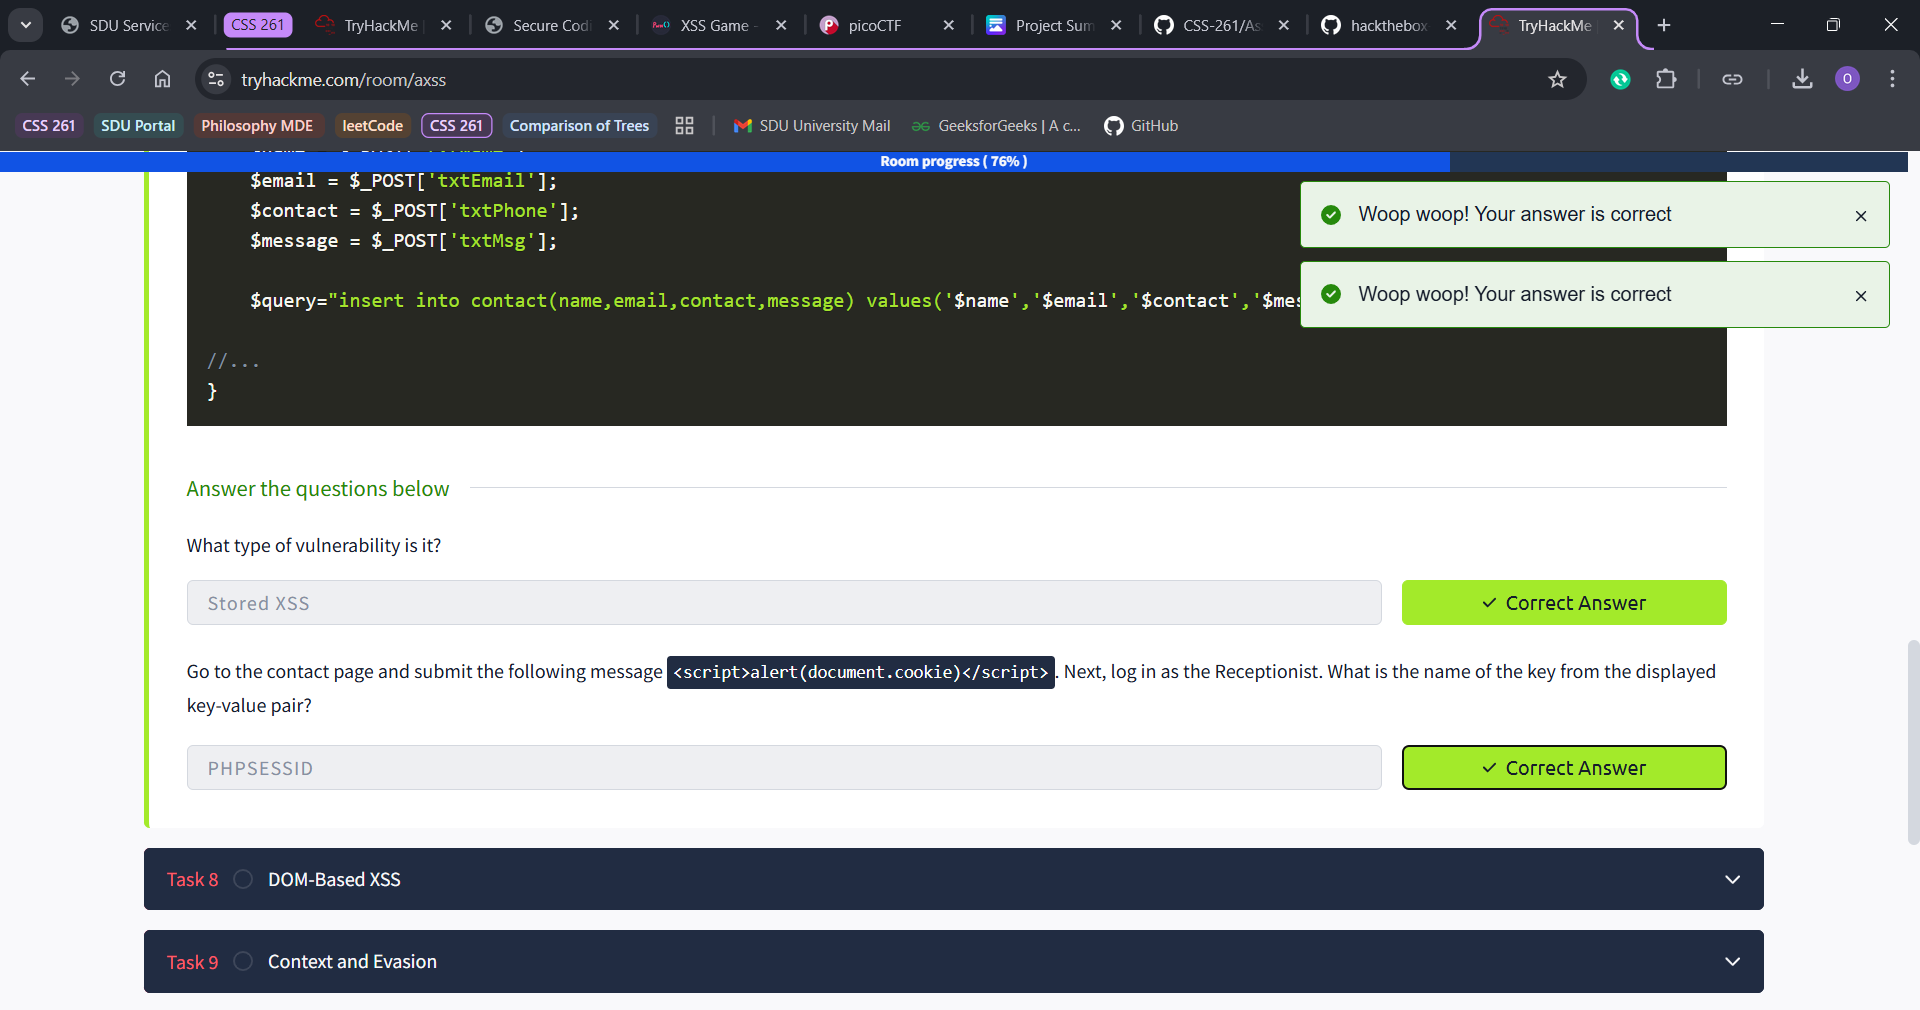 SDU Service
CSS 261
TryHackMe
Secure Codi
XSS Game -
picoCTF
Project Sum
CSS-261/As
hackthebox
TryHackMe
tryhackme.com/room/axss
O
CSS 261
SDU Portal
Philosophy MDE
leetCode
CSS 261
Comparison of Trees
SDU University Mail
GeeksforGeeks | A c...
GitHub
Room progress ( 76% )
$email = $_POST['txtEmail'];
$contact = $_POST['txtPhone'];
$message = $_POST['txtMsg'];
$query="insert into contact(name,email,contact,message) values('$name','$email','$contact','$mes
//...
}
Woop woop! Your answer is correct
Woop woop! Your answer is correct
Answer the questions below
What type of vulnerability is it?
Stored XSS
Correct Answer
Go to the contact page and submit the following message <script>alert(document.cookie)</script>. Next, log in as the Receptionist. What is the name of the key from the displayed
key-value pair?
PHPSESSID
Correct Answer
Task 8
DOM-Based XSS
Task 9
Context and Evasion